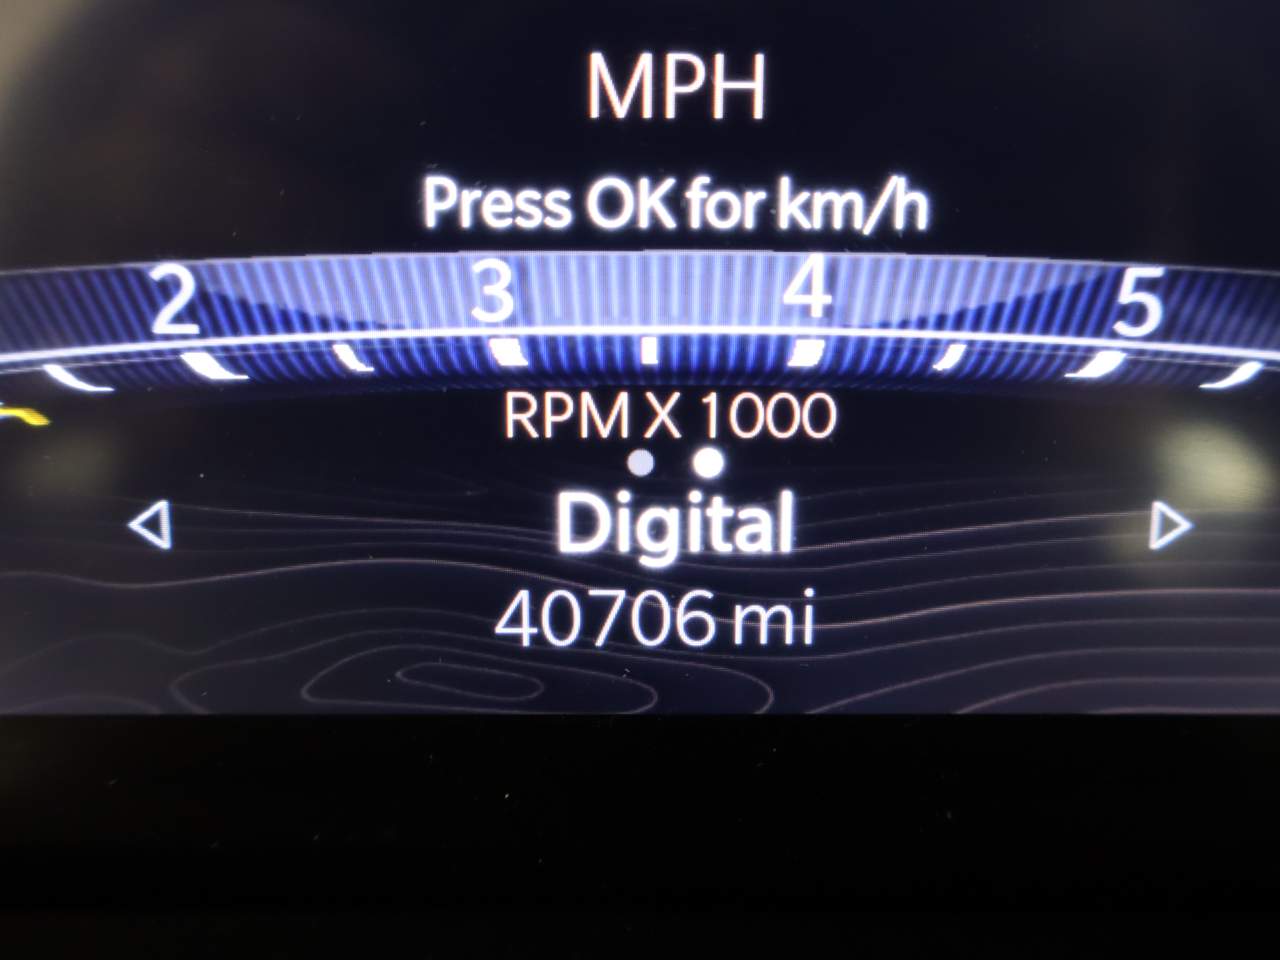 MPH
Press OK for km/h
2 3 4 5
RPM X 1000
Digital
40706 mi